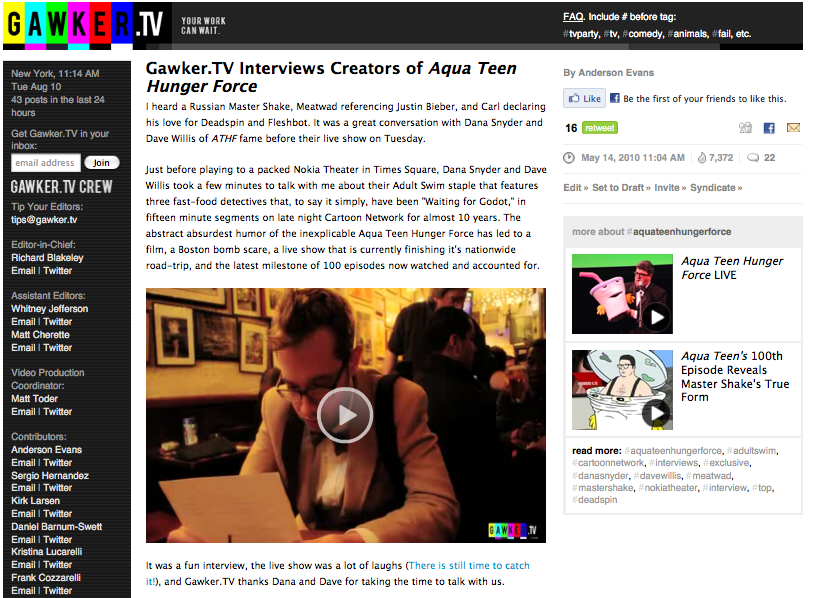 GAWKER.TV
YOUR WORK
CAN WAIT.
FAQ. Include # before tag:
#tvparty, #tv, #comedy, #animals, #fail, etc.
New York, 11:14 AM
Tue Aug 10
43 posts in the last 24
hours
Get Gawker.TV in your
inbox:
email address Join
GAWKER.TV CREW
Tip Your Editors:
tips@gawker.tv
Editor-in-Chief:
Richard Blakeley
Email | Twitter
Assistant Editors:
Whitney Jefferson
Email | Twitter
Matt Cherette
Email | Twitter
Video Production
Coordinator:
Matt Toder
Email | Twitter
Contributors:
Anderson Evans
Email | Twitter
Sergio Hernandez
Email | Twitter
Kirk Larsen
Email | Twitter
Daniel Barnum-Swett
Email | Twitter
Kristina Lucarelli
Email | Twitter
Frank Cozzarelli
Email | Twitter
Gawker.TV Interviews Creators of Aqua Teen
Hunger Force
I heard a Russian Master Shake, Meatwad referencing Justin Bieber, and Carl declaring
his love for Deadspin and Fleshbot. It was a great conversation with Dana Snyder and
Dave Willis of ATHF fame before their live show on Tuesday.
Just before playing to a packed Nokia Theater in Times Square, Dana Snyder and Dave
Willis took a few minutes to talk with me about their Adult Swim staple that features
three fast-food detectives that, to say it simply, have been "Waiting for Godot," in
fifteen minute segments on late night Cartoon Network for almost 10 years. The
abstract absurdest humor of the inexplicable Aqua Teen Hunger Force has led to a
film, a Boston bomb scare, a live show that is currently finishing it's nationwide
road-trip, and the latest milestone of 100 episodes now watched and accounted for.
GAWKER.TV
It was a fun interview, the live show was a lot of laughs (There is still time to catch
it!), and Gawker.TV thanks Dana and Dave for taking the time to talk with us.
By Anderson Evans
Like Be the first of your friends to like this.
16 retweet
May 14, 2010 11:04 AM 7,372 22
Edit » Set to Draft » Invite » Syndicate »
more about #aquateenhungerforce
Aqua Teen Hunger
Force LIVE
Aqua Teen's 100th
Episode Reveals
Master Shake's True
Form
read more: #aquateenhungerforce, #adultswim,
#cartoonnetwork, #interviews, #exclusive,
#danasnyder, #davewillis, #meatwad,
#mastershake, #nokiatheater, #interview, #top,
#deadspin